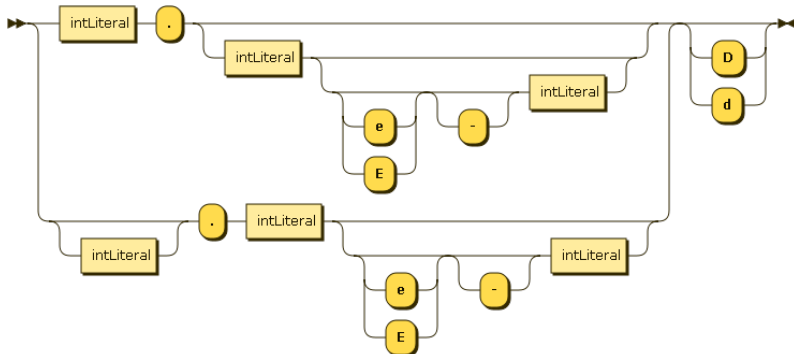 intLiteral .
intLiteral D
intLiteral
e - d
E
. intLiteral
intLiteral intLiteral
e -
E